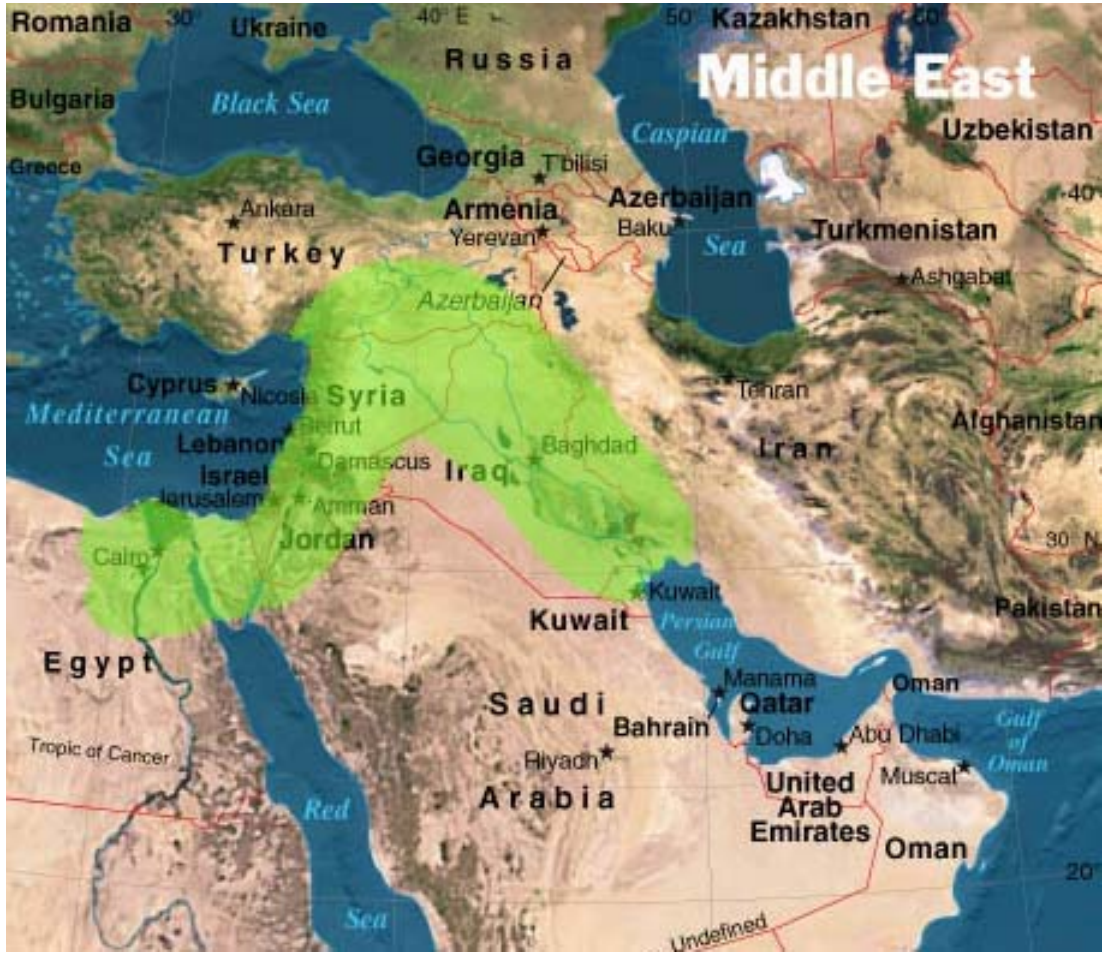 Romania
30°
Ukraine
40° E
Russia
50°
Kazakhstan
60°
Middle East
Bulgaria
Black Sea
Caspian
Sea
Uzbekistan
Greece
Georgia
T'bilisi
Armenia
Yerevan
Azerbaijan
Baku
40°
Ankara
Turkey
Turkmenistan
Ashgabat
Azerbaijan
Cyprus
Nicosia
Syria
Tehran
Mediterranean
Sea
Lebanon
Beirut
Israel
Damascus
Iraq
Baghdad
Iran
Afghanistan
Jerusalem
Amman
Jordan
Cairo
30° N
Kuwait
Kuwait
Persian
Gulf
Pakistan
Egypt
Manama
Oman
Saudi
Arabia
Bahrain
Qatar
Doha
Abu Dhabi
Gulf
of
Oman
Tropic of Cancer
Riyadh
Muscat
United
Arab
Emirates
Oman
Red
Sea
20°
Undefined